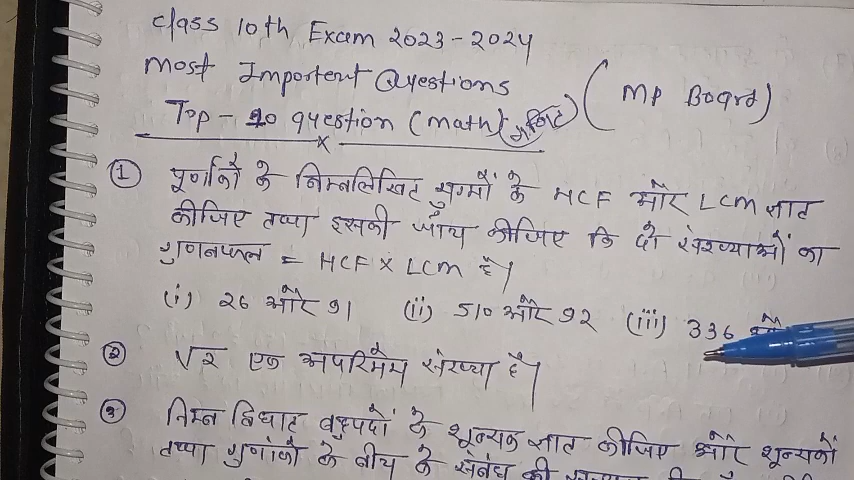 Class 10th Exam 2023-2024
Most Importent Questions
Top - 20 question (math) (गणित) (MP Board)
① पूर्णांकों के निम्नलिखित युग्मों के HCF और LCM ज्ञात
कीजिए तथा इसकी जाँच कीजिए कि दो संख्याओं का
गुणनफल = HCF x LCM है।
(i) 26 और 91 (ii) 510 और 92 (iii) 336
② √2 एक अपरिमेय संख्या है।
③ निम्न द्विघात बहुपदों के शून्यक ज्ञात कीजिए और शून्यकों
तथा गुणांकों के बीच के संबंध की